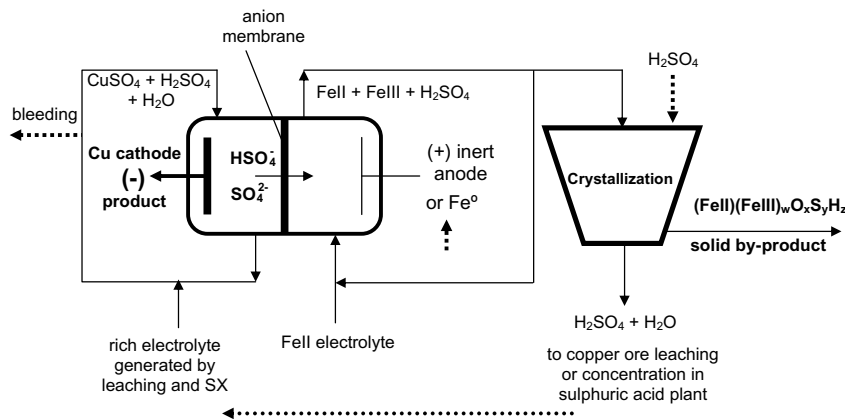 anion
membrane
CuSO₄ + H₂SO₄
+ H₂O
bleeding
FeII + FeIII + H₂SO₄
H₂SO₄
Cu cathode
(-)
product
HSO₄⁻
SO₄²⁻
(+) inert
anode
or Feº
Crystallization
(FeII)(FeIII)wOxSyHz
solid by-product
rich electrolyte
generated by
leaching and SX
FeII electrolyte
H₂SO₄ + H₂O
to copper ore leaching
or concentration in
sulphuric acid plant